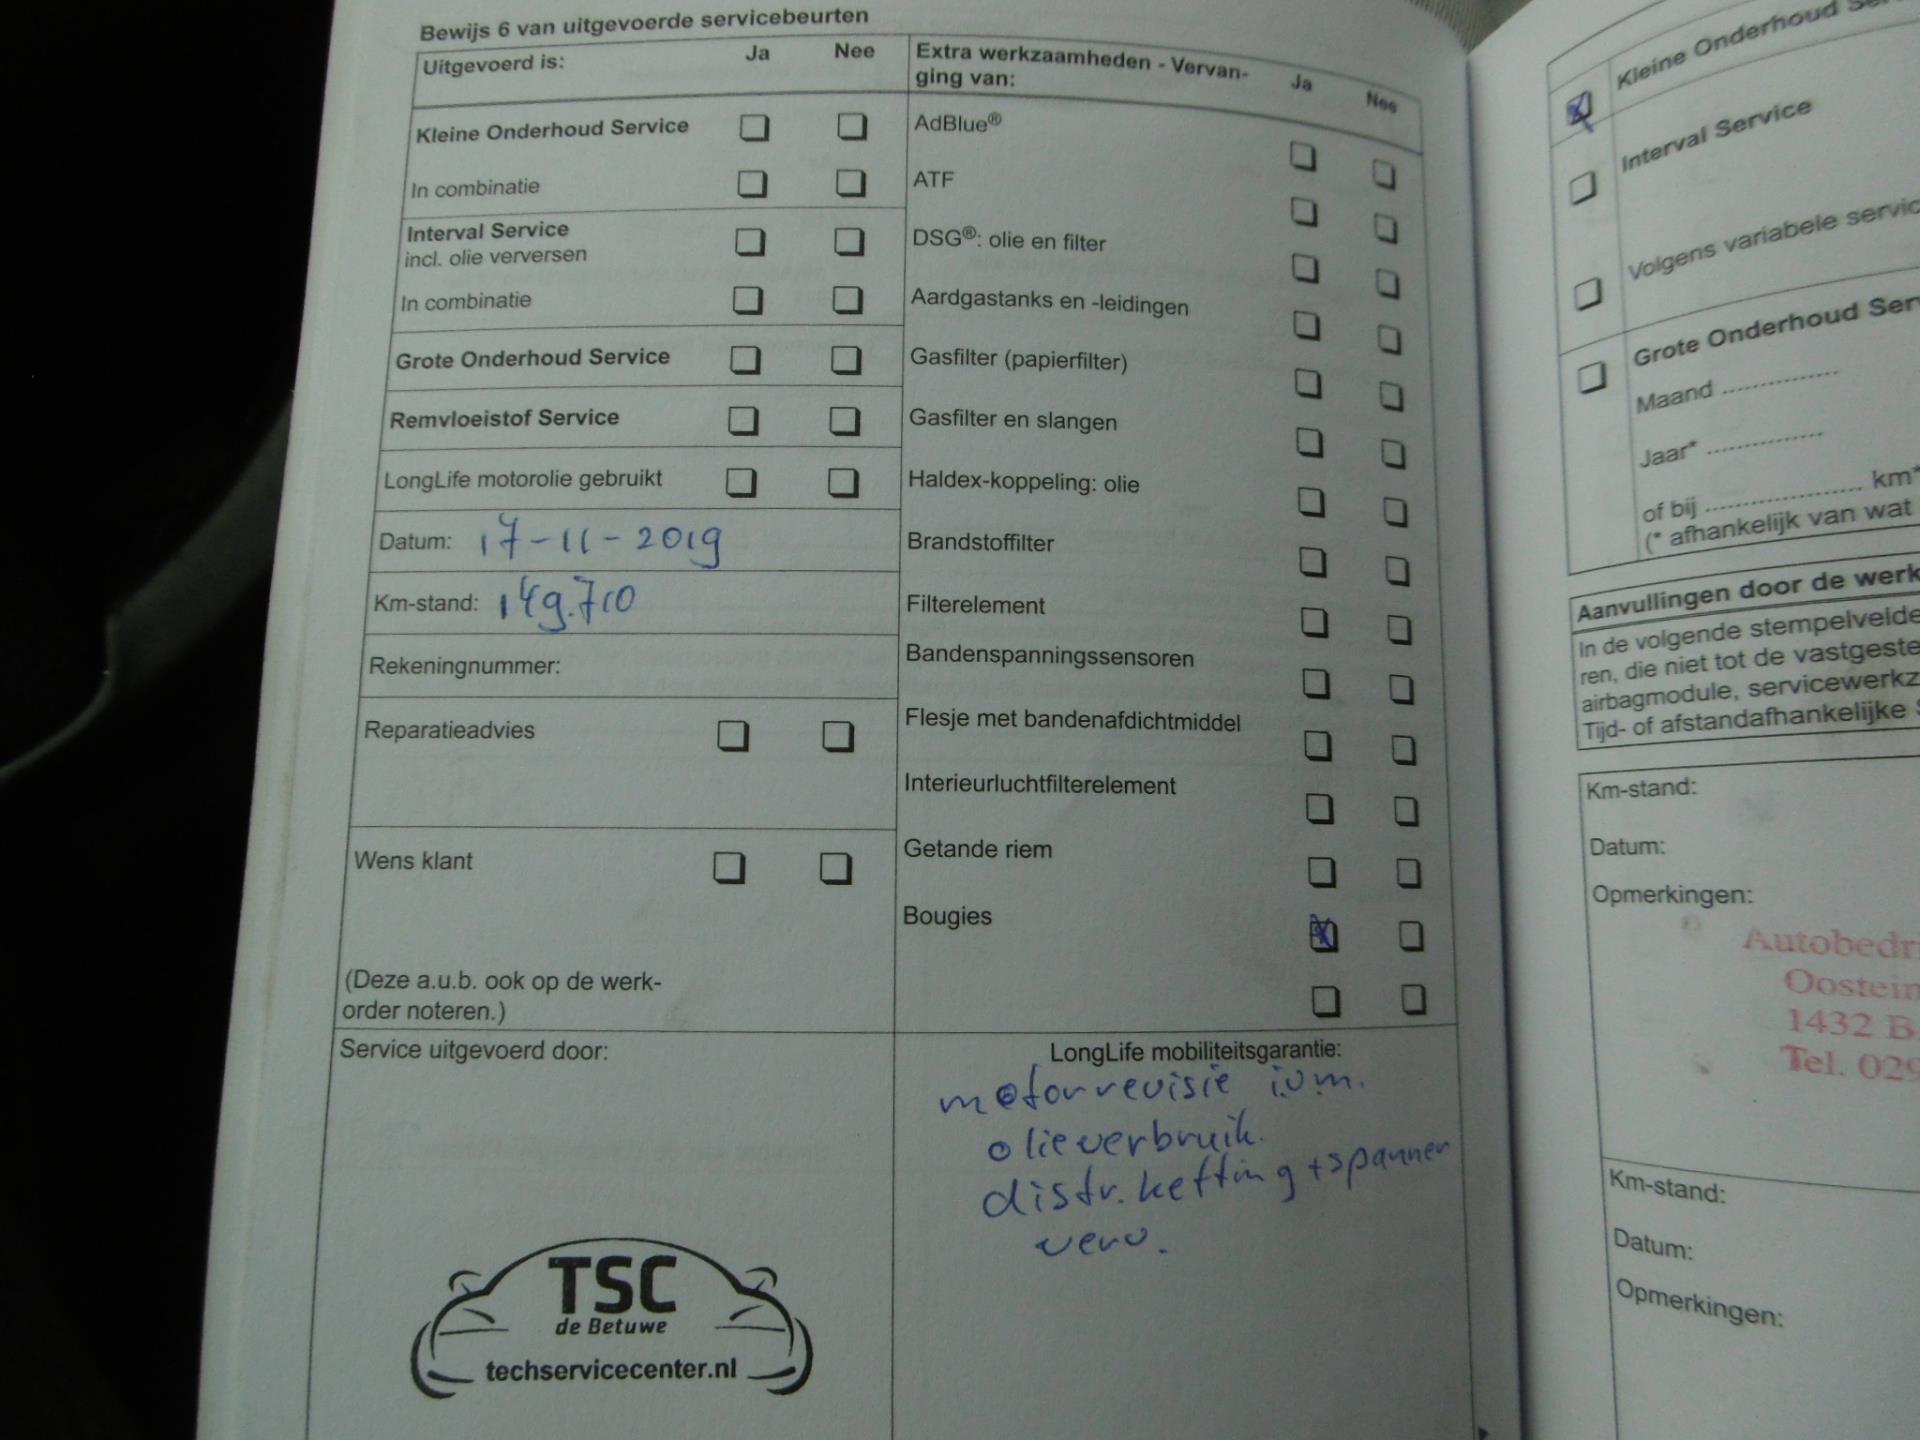 Bewijs 6 van uitgevoerde servicebeurten
Uitgevoerd is: Ja Nee
Kleine Onderhoud Service
In combinatie
Interval Service
incl. olie verversen
In combinatie
Grote Onderhoud Service
Remvloeistof Service
LongLife motorolie gebruikt
Datum: 17-11-2019
Km-stand: 149.710
Rekeningnummer:
Reparatieadvies
Wens klant
(Deze a.u.b. ook op de werk-
order noteren.)
Service uitgevoerd door:
TSC
de Betuwe
techservicecenter.nl
Extra werkzaamheden - Vervan-
ging van: Ja Nee
AdBlue®
ATF
DSG®: olie en filter
Aardgastanks en -leidingen
Gasfilter (papierfilter)
Gasfilter en slangen
Haldex-koppeling: olie
Brandstoffilter
Filterelement
Bandenspanningssensoren
Flesje met bandenafdichtmiddel
Interieurluchtfilterelement
Getande riem
Bougies
LongLife mobiliteitsgarantie:
motorrevisie i.v.m.
olieverbruik.
distr. ketting + spanner
verv.
Kleine Onderhoud
Interval Service
Volgens variabele
Grote Onderhoud
Maand ................
Jaar* ................
of bij .................. km*
(* afhankelijk van wat
Aanvullingen door de
In de volgende
ren, die niet tot de
airbagmodule,
Tijd- of afstandafhankelijke
Km-stand:
Datum:
Opmerkingen:
1432 B
Tel. 029
Km-stand:
Datum:
Opmerkingen: